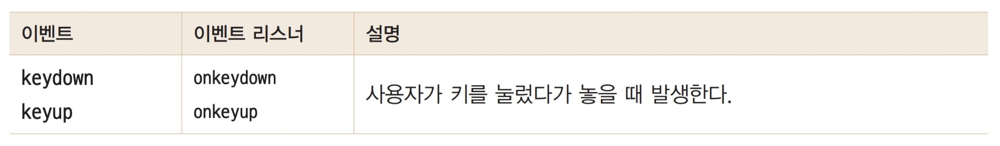 이벤트 이벤트 리스너 설명
keydown onkeydown
사용자가 키를 눌렀다가 놓을 때 발생한다.
keyup onkeyup